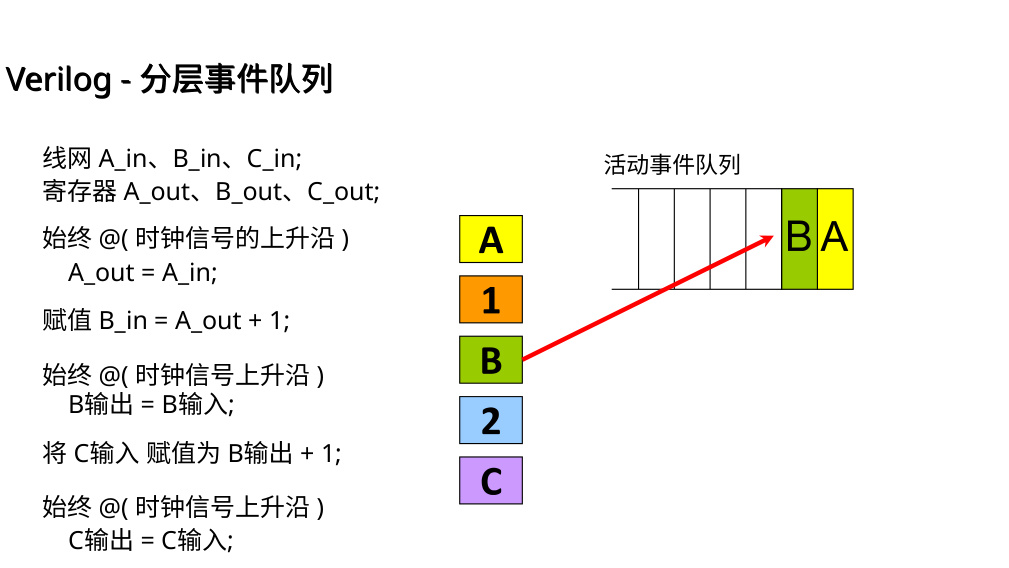 Verilog - 分层事件队列
线网 A_in、B_in、C_in;
寄存器 A_out、B_out、C_out;
始终 @( 时钟信号的上升沿 )
A_out = A_in;
赋值 B_in = A_out + 1;
始终 @( 时钟信号上升沿 )
B输出 = B输入;
将 C输入 赋值为 B输出 + 1;
始终 @( 时钟信号上升沿 )
C输出 = C输入;
A
1
B
2
C
活动事件队列
B A